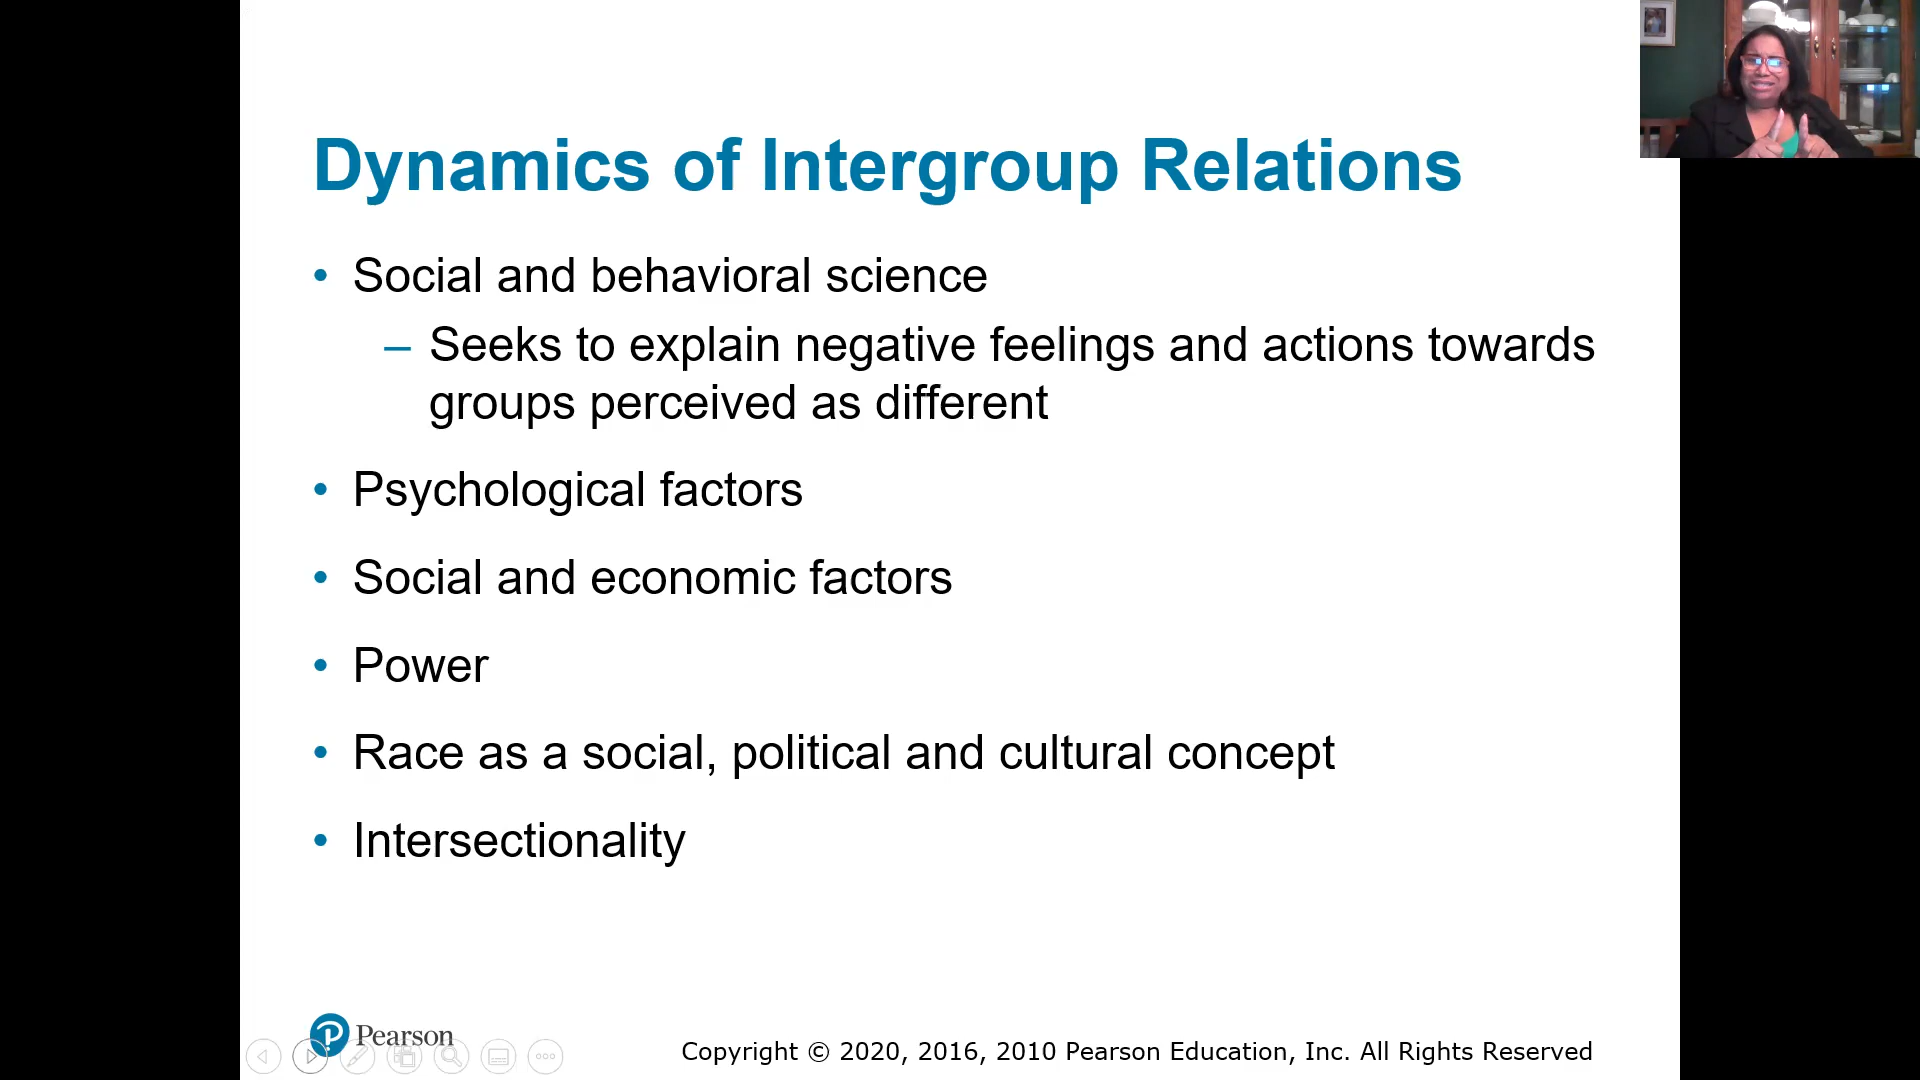 Dynamics of Intergroup Relations
• Social and behavioral science
– Seeks to explain negative feelings and actions towards
groups perceived as different
• Psychological factors
• Social and economic factors
• Power
• Race as a social, political and cultural concept
• Intersectionality
Pearson
Copyright © 2020, 2016, 2010 Pearson Education, Inc. All Rights Reserved